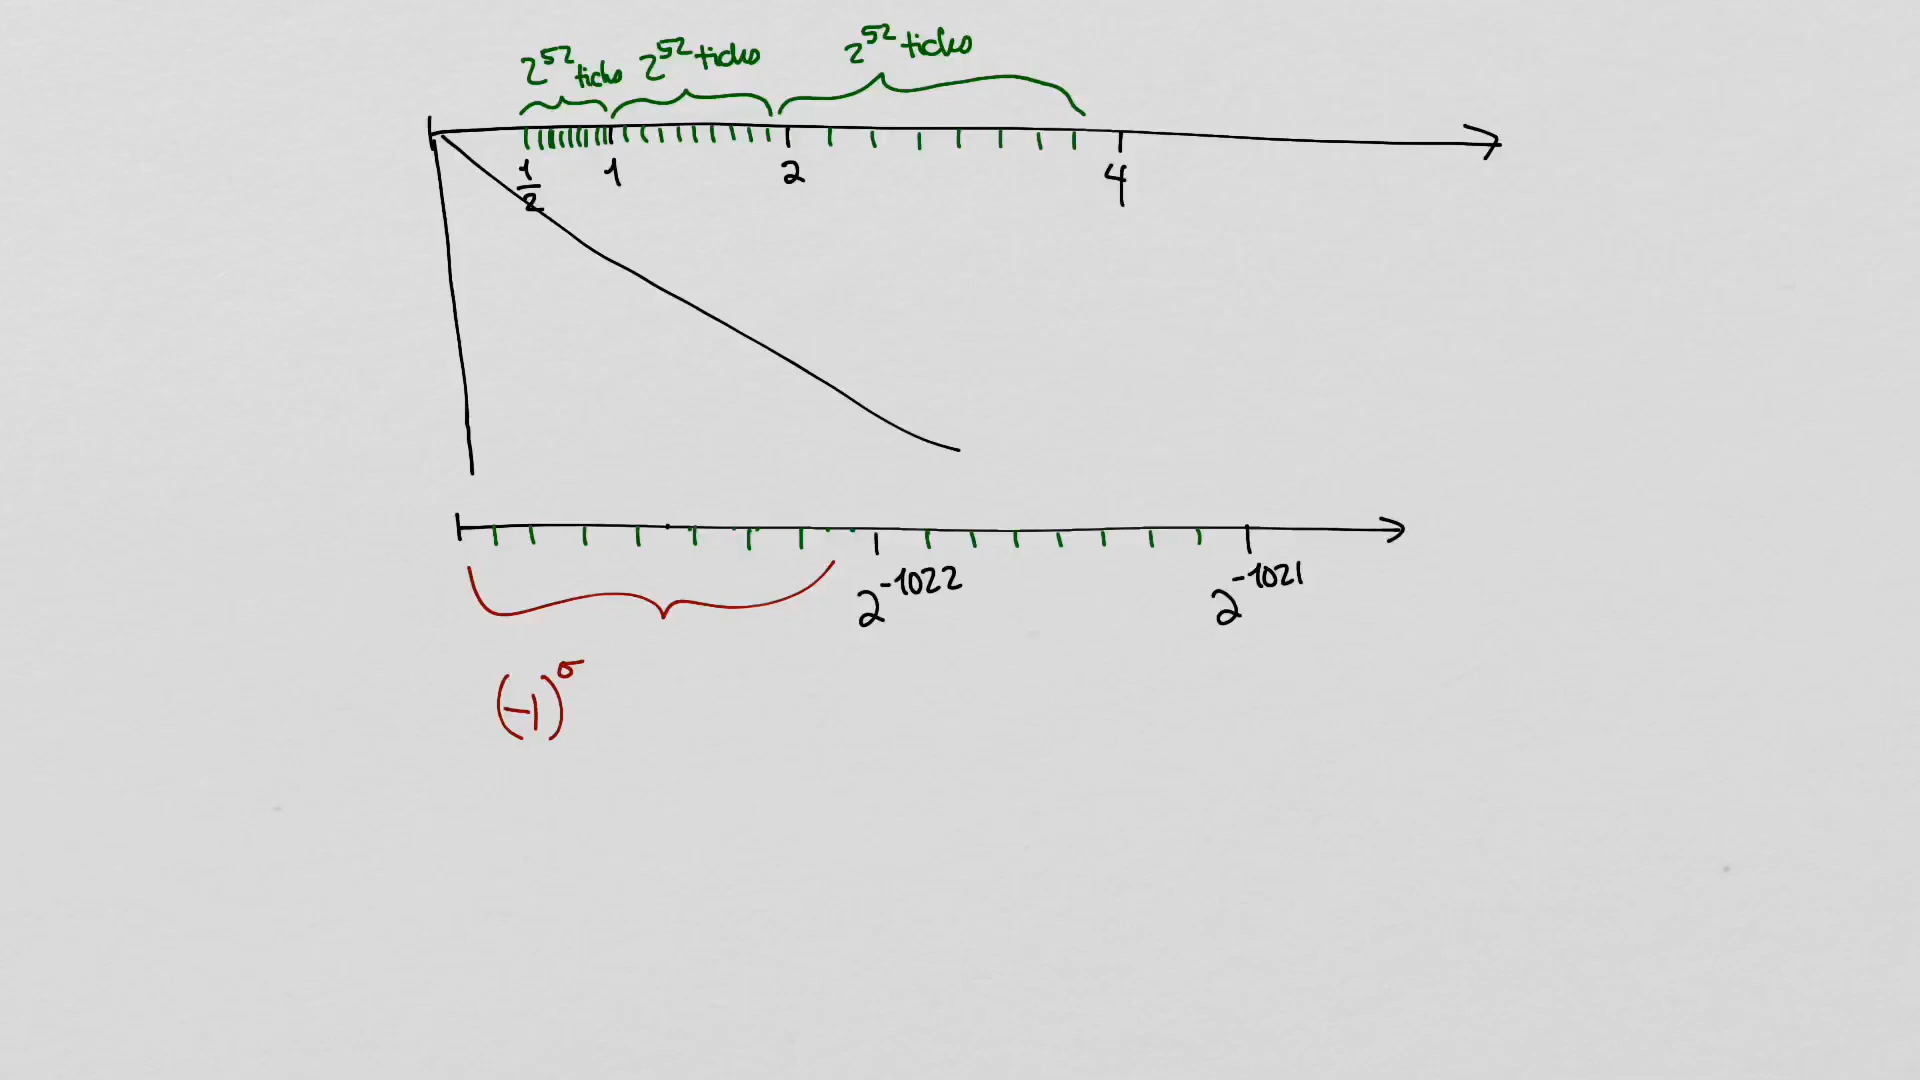 2^52 ticks 2^52 ticks 2^52 ticks
1/2 1 2 4
2^-1022 2^-1021
(-1)^σ